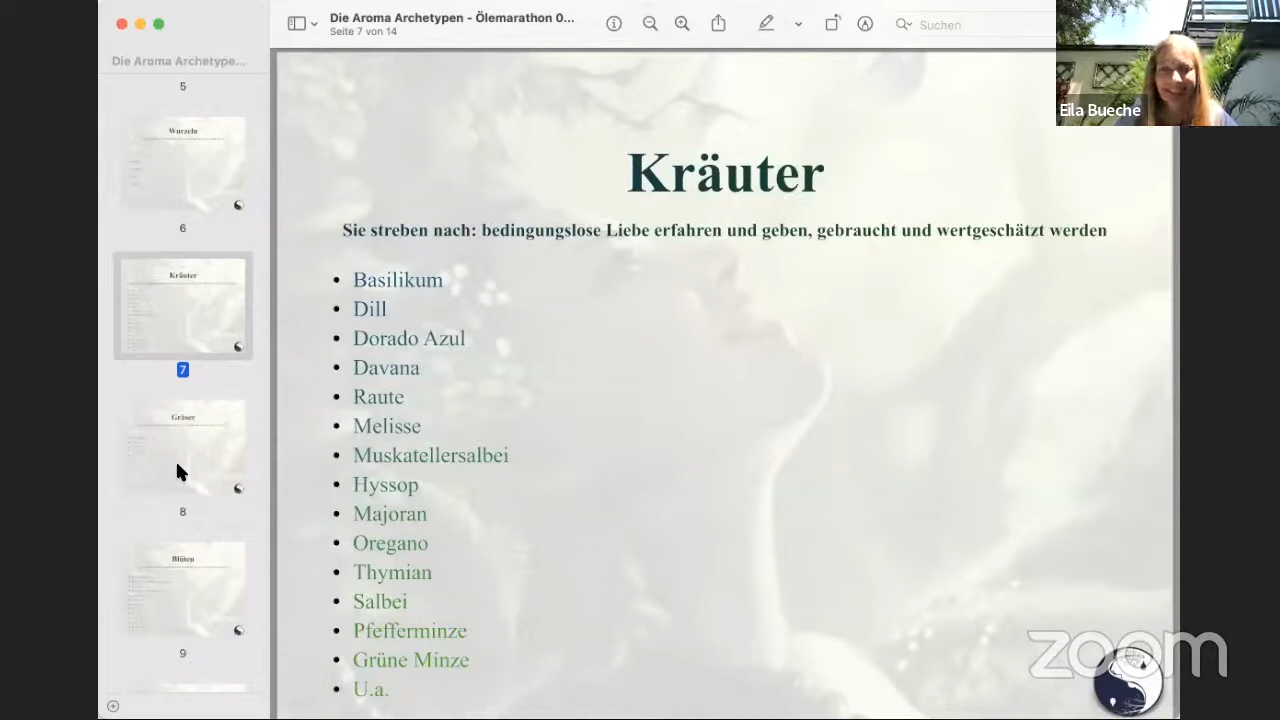 Die Aroma Archetypen - Ölemarathon 0...
Seite 7 von 14
Suchen
Eila Bueche
Die Aroma Archetype...
5
Wurzeln
6
Kräuter
7
Gräser
8
Blüten
9
Kräuter
Sie streben nach: bedingungslose Liebe erfahren und geben, gebraucht und wertgeschätzt werden
• Basilikum
• Dill
• Dorado Azul
• Davana
• Raute
• Melisse
• Muskatellersalbei
• Hyssop
• Majoran
• Oregano
• Thymian
• Salbei
• Pfefferminze
• Grüne Minze
• U.a.
zoom